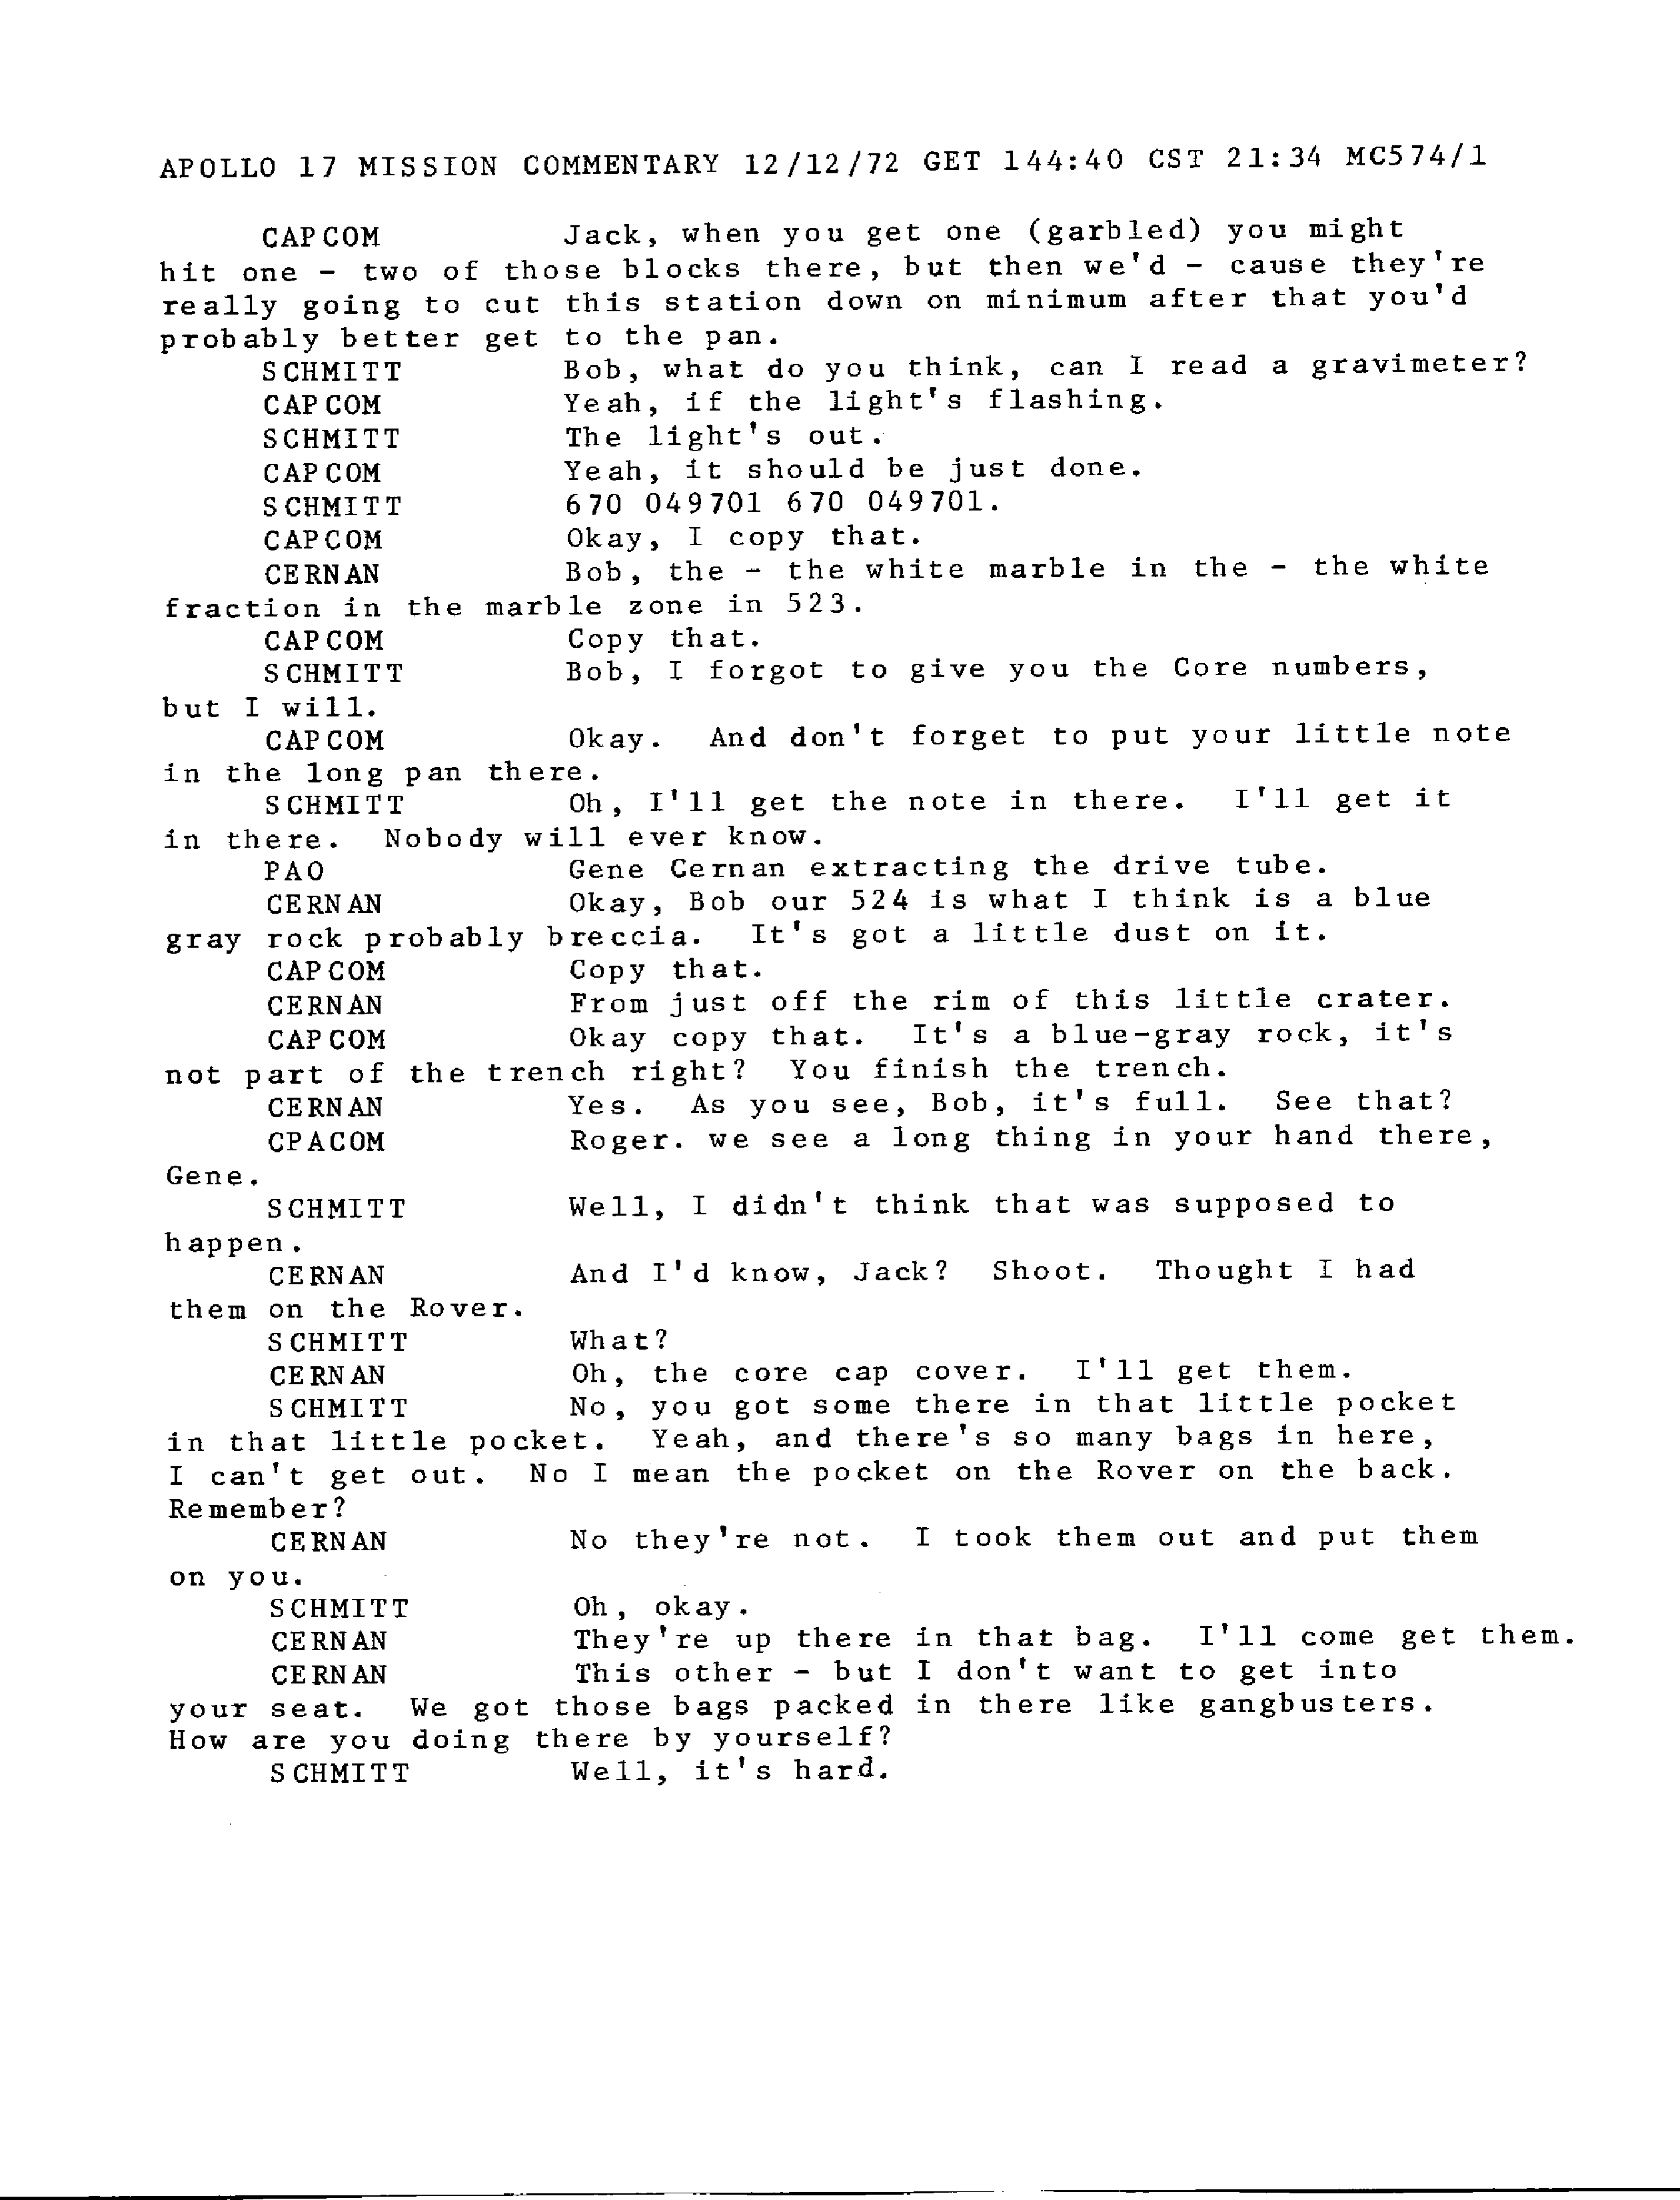 APOLLO 17 MISSION COMMENTARY 12/12/72 GET 144:40 CST 21:34 MC574/1
CAPCOM Jack, when you get one (garbled) you might
hit one - two of those blocks there, but then we'd - cause they're
really going to cut this station down on minimum after that you'd
probably better get to the pan.
SCHMITT Bob, what do you think, can I read a gravimeter?
CAPCOM Yeah, if the light's flashing.
SCHMITT The light's out.
CAPCOM Yeah, it should be just done.
SCHMITT 670 049701 670 049701.
CAPCOM Okay, I copy that.
CERNAN Bob, the - the white marble in the - the white
fraction in the marble zone in 523.
CAPCOM Copy that.
SCHMITT Bob, I forgot to give you the Core numbers,
but I will.
CAPCOM Okay. And don't forget to put your little note
in the long pan there.
SCHMITT Oh, I'll get the note in there. I'll get it
in there. Nobody will ever know.
PAO Gene Cernan extracting the drive tube.
CERNAN Okay, Bob our 524 is what I think is a blue
gray rock probably breccia. It's got a little dust on it.
CAPCOM Copy that.
CERNAN From just off the rim of this little crater.
CAPCOM Okay copy that. It's a blue-gray rock, it's
not part of the trench right? You finish the trench.
CERNAN Yes. As you see, Bob, it's full. See that?
CPACOM Roger. we see a long thing in your hand there,
Gene.
SCHMITT Well, I didn't think that was supposed to
happen.
CERNAN And I'd know, Jack? Shoot. Thought I had
them on the Rover.
SCHMITT What?
CERNAN Oh, the core cap cover. I'll get them.
SCHMITT No, you got some there in that little pocket
in that little pocket. Yeah, and there's so many bags in here,
I can't get out. No I mean the pocket on the Rover on the back.
Remember?
CERNAN No they're not. I took them out and put them
on you.
SCHMITT Oh, okay.
CERNAN They're up there in that bag. I'll come get them.
CERNAN This other - but I don't want to get into
your seat. We got those bags packed in there like gangbusters.
How are you doing there by yourself?
SCHMITT Well, it's hard.